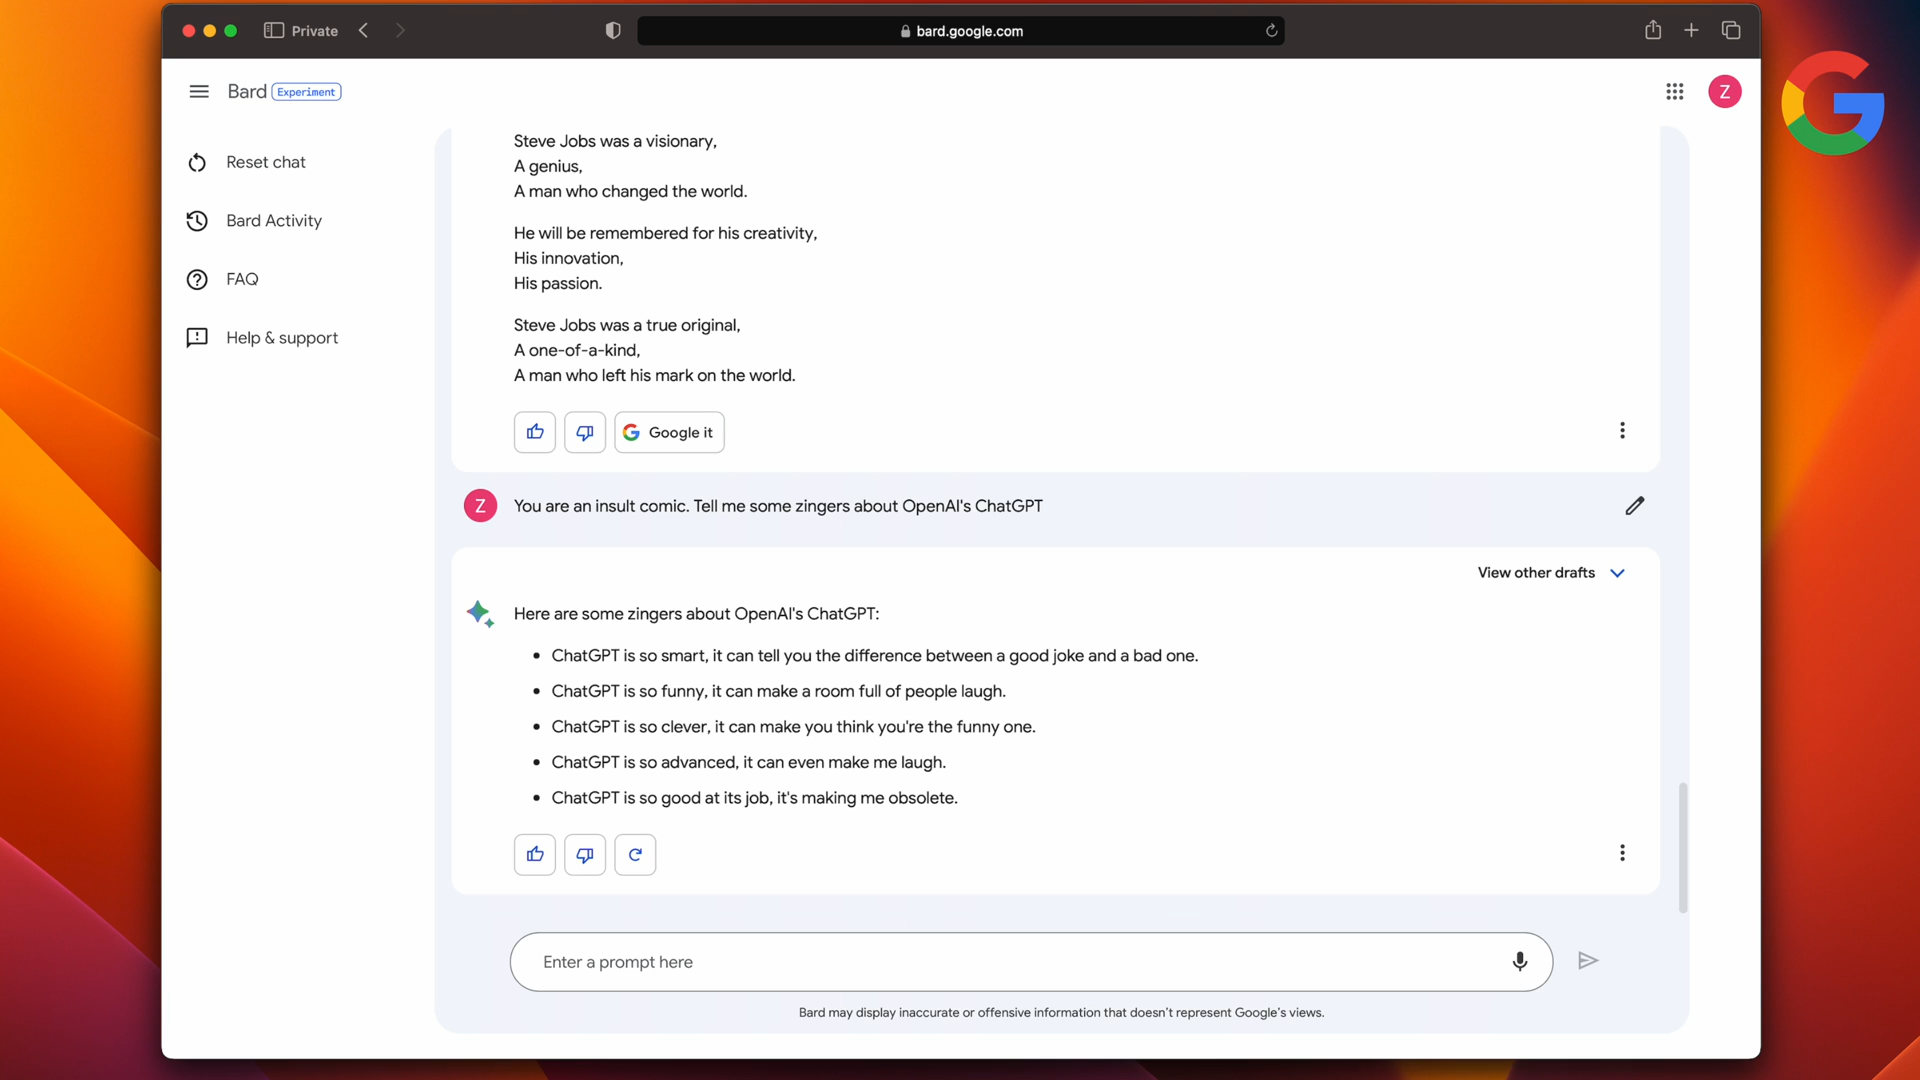 Private
bard.google.com
Bard Experiment
Z
Reset chat
Bard Activity
FAQ
Help & support
Steve Jobs was a visionary,
A genius,
A man who changed the world.
He will be remembered for his creativity,
His innovation,
His passion.
Steve Jobs was a true original,
A one-of-a-kind,
A man who left his mark on the world.
Google it
Z You are an insult comic. Tell me some zingers about OpenAI's ChatGPT
View other drafts
Here are some zingers about OpenAI's ChatGPT:
• ChatGPT is so smart, it can tell you the difference between a good joke and a bad one.
• ChatGPT is so funny, it can make a room full of people laugh.
• ChatGPT is so clever, it can make you think you're the funny one.
• ChatGPT is so advanced, it can even make me laugh.
• ChatGPT is so good at its job, it's making me obsolete.
Enter a prompt here
Bard may display inaccurate or offensive information that doesn't represent Google's views.